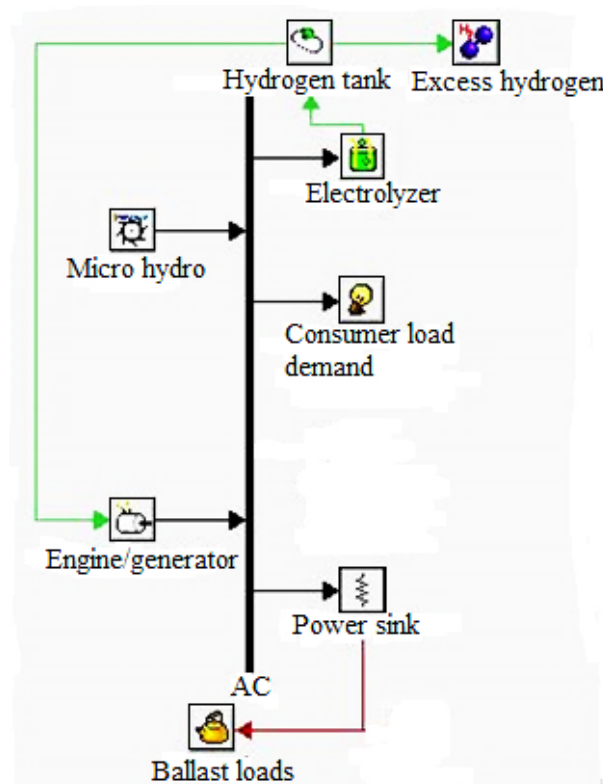 Hydrogen tank
Excess hydrogen
Electrolyzer
Micro hydro
Consumer load
demand
Engine/generator
Power sink
AC
Ballast loads